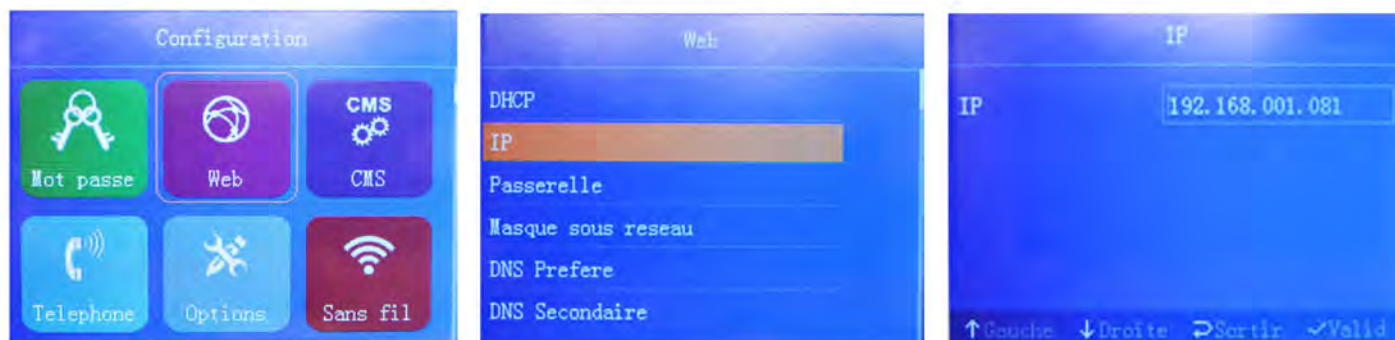 Configuration
CMS
Mot passe
Web
CMS
Telephone
Options
Sans fil
Web
DHCP
IP
Passerelle
Masque sous reseau
DNS Prefere
DNS Secondaire
IP
IP 192.168.001.081
Gauche Droite Sortir Valid